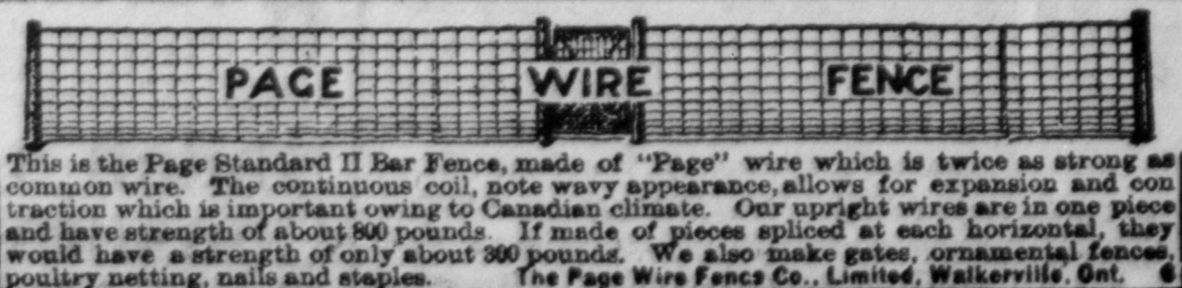 PAGE WIRE FENCE
This is the Page Standard II Bar Fence, made of "Page" wire which is twice as strong as
common wire. The continuous coil, note wavy appearance, allows for expansion and con
traction which is important owing to Canadian climate. Our upright wires are in one piece
and have strength of about 800 pounds. If made of pieces spliced at each horizontal, they
would have a strength of only about 300 pounds. We also make gates, ornamental fences,
poultry netting, nails and staples. The Page Wire Fence Co., Limited, Walkerville, Ont. 6